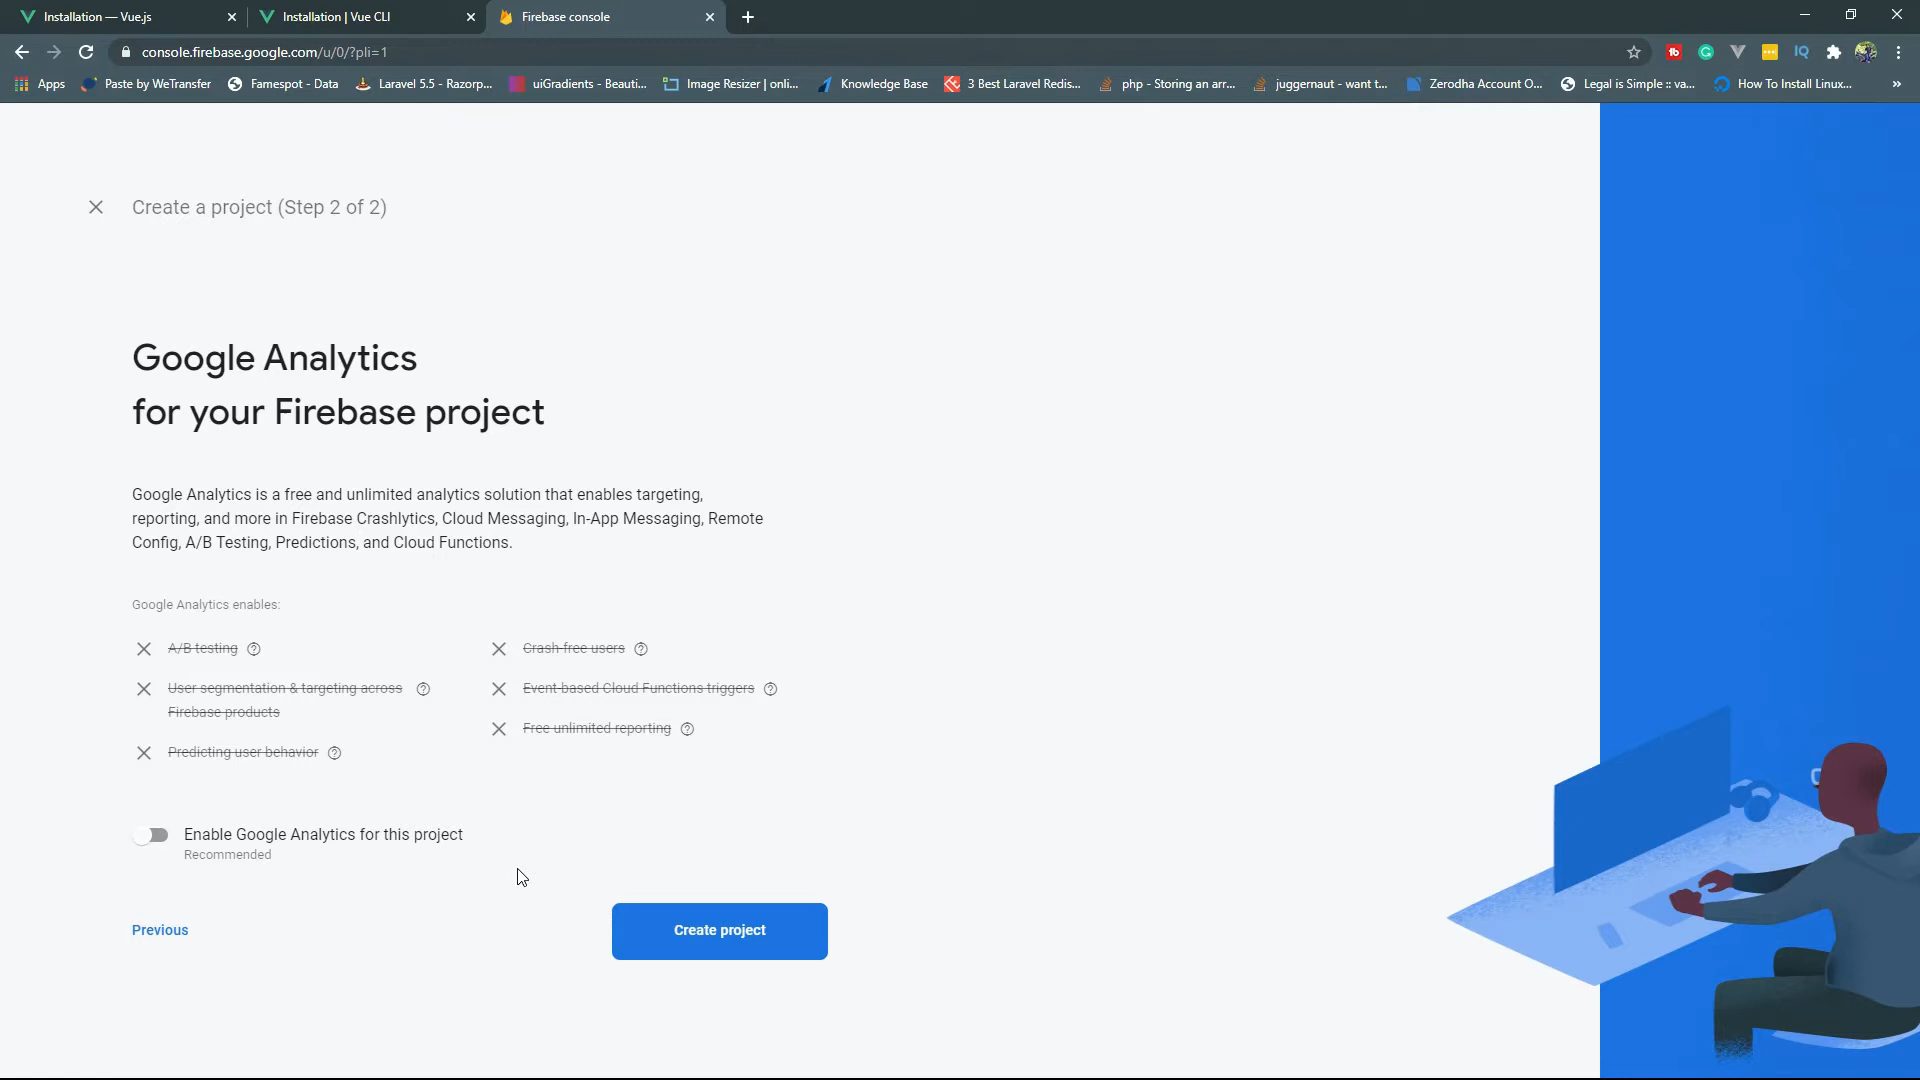 Installation — Vue.js
Installation | Vue CLI
Firebase console
console.firebase.google.com/u/0/?pli=1
Apps
Paste by WeTransfer
Famespot - Data
Laravel 5.5 - Razorp...
uiGradients - Beauti...
Image Resizer | onli...
Knowledge Base
3 Best Laravel Redis...
php - Storing an arr...
juggernaut - want t...
Zerodha Account O...
Legal is Simple :: va...
How To Install Linux...
»
Create a project (Step 2 of 2)
Google Analytics
for your Firebase project
Google Analytics is a free and unlimited analytics solution that enables targeting,
reporting, and more in Firebase Crashlytics, Cloud Messaging, In-App Messaging, Remote
Config, A/B Testing, Predictions, and Cloud Functions.
Google Analytics enables:
A/B testing
Crash-free users
User segmentation & targeting across
Firebase products
Event-based Cloud Functions triggers
Free unlimited reporting
Predicting user behavior
Enable Google Analytics for this project
Recommended
Previous
Create project